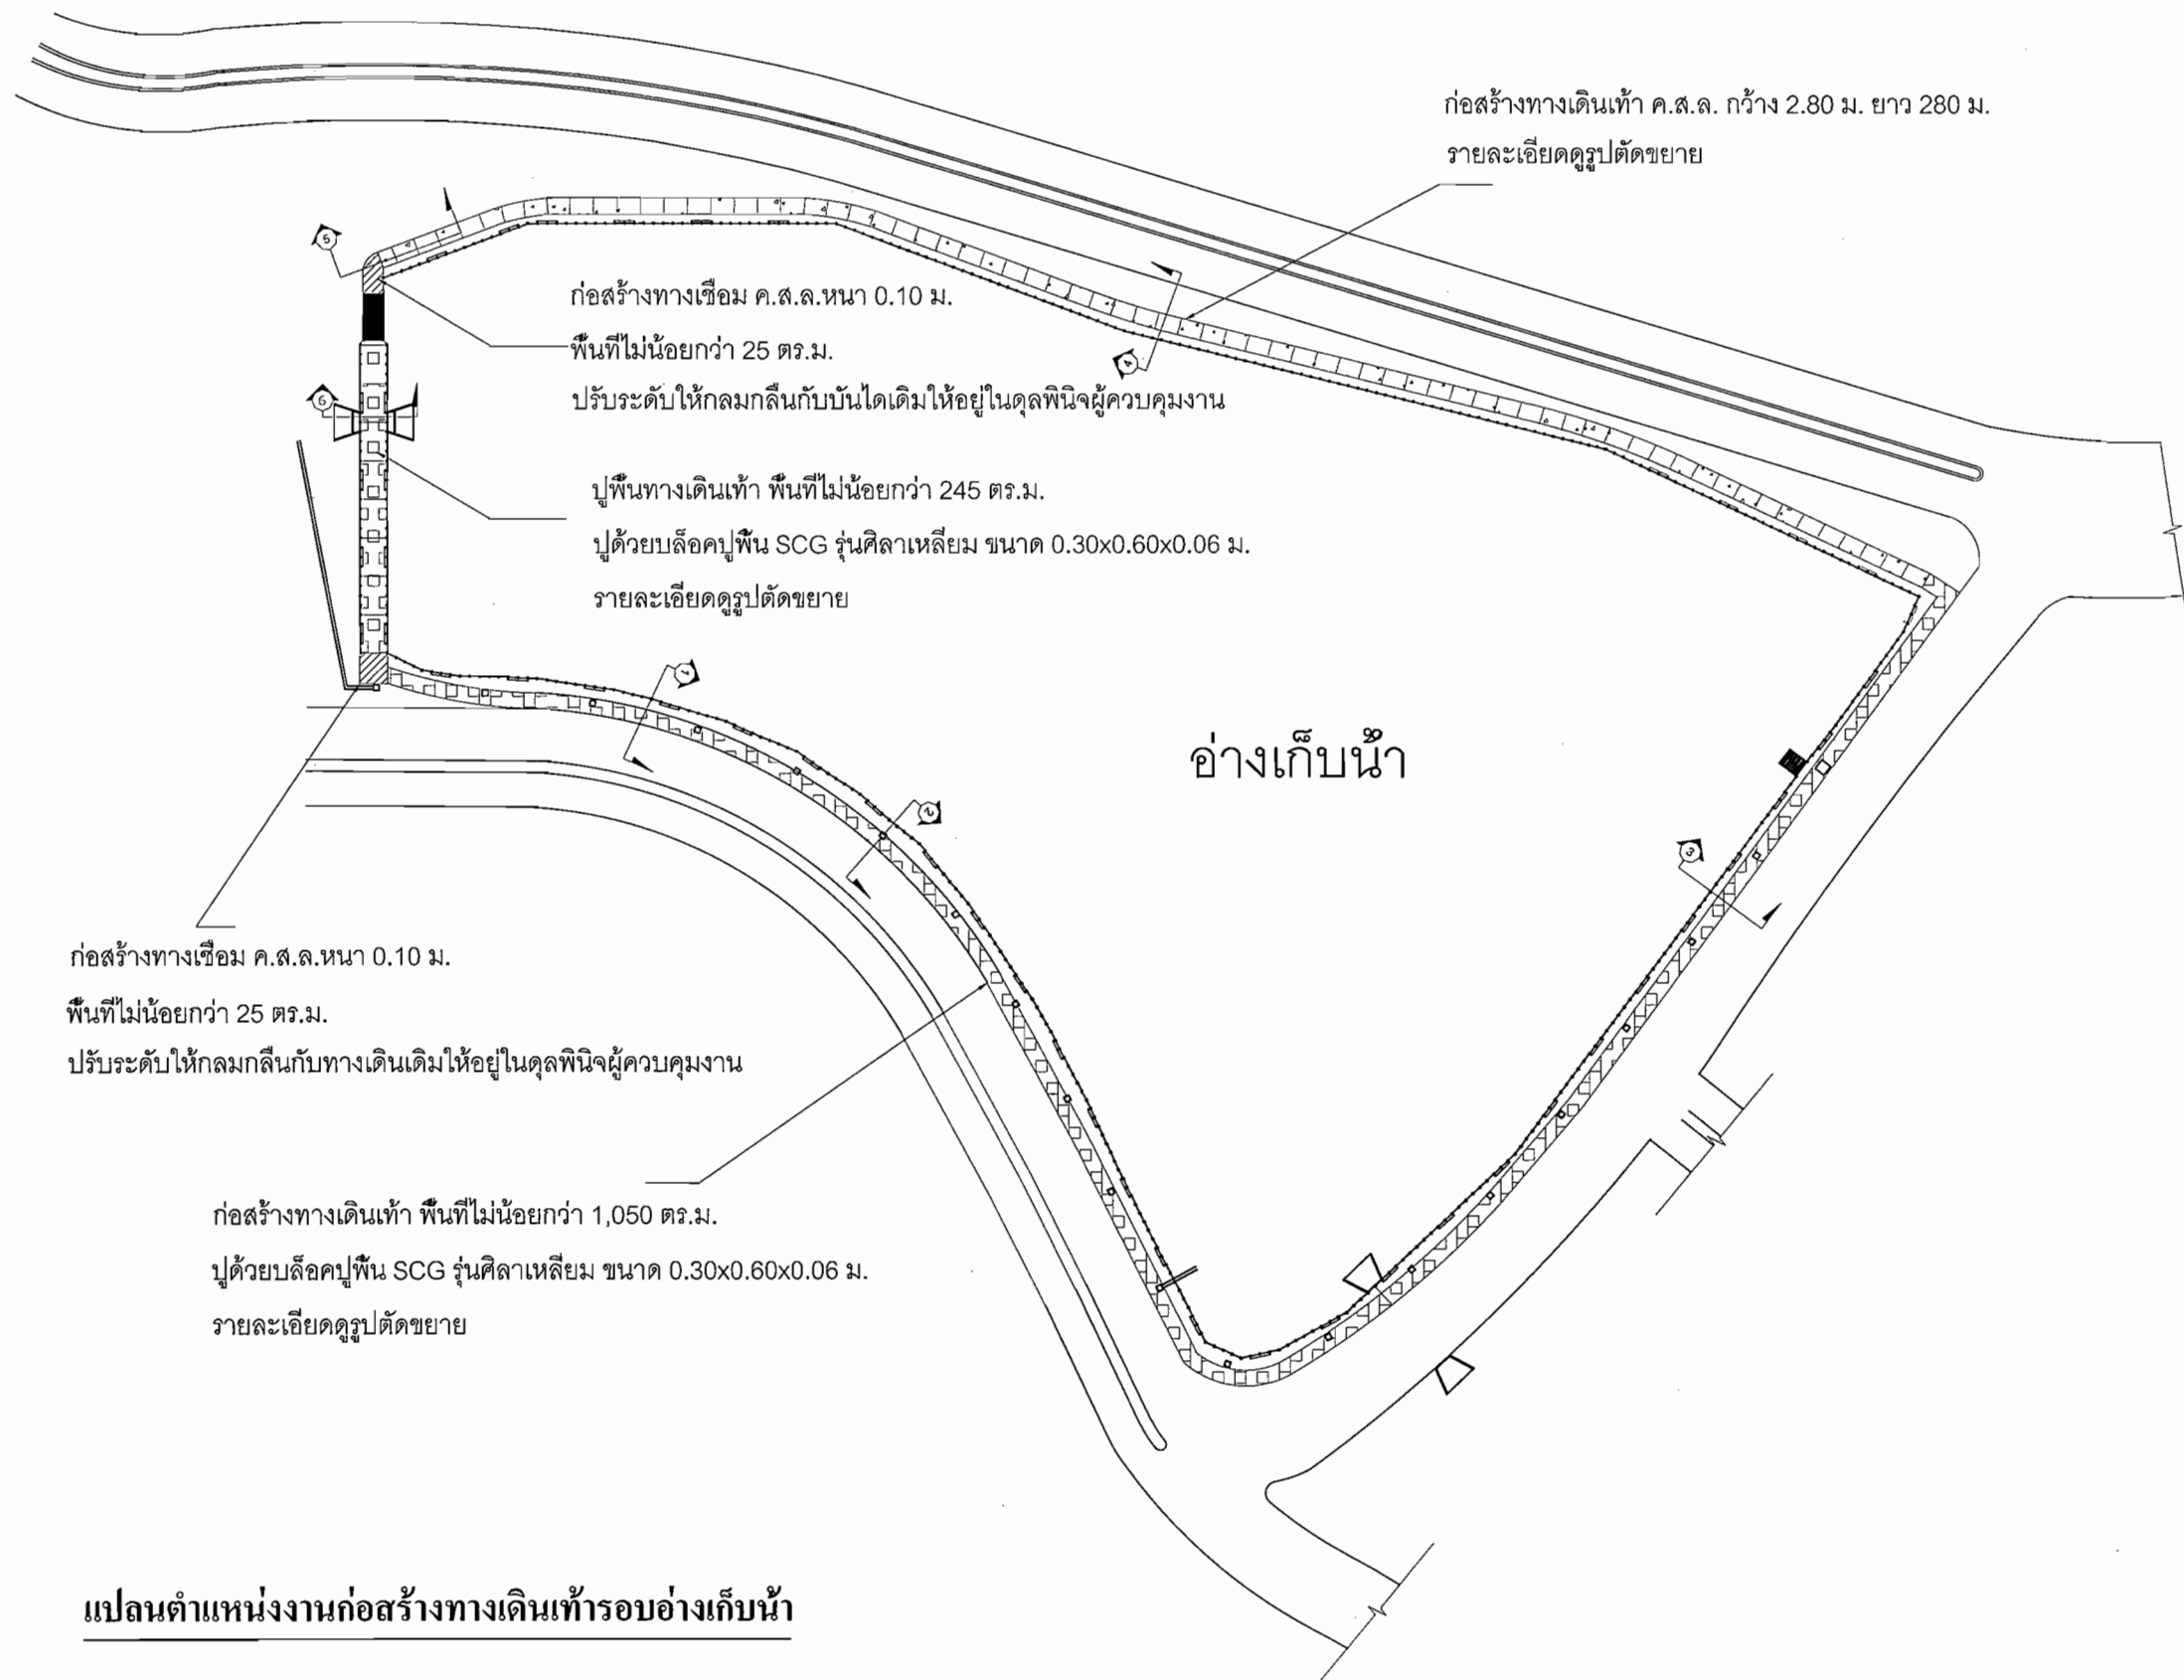 ก่อสร้างทางเดินเท้า ค.ส.ล. กว้าง 2.80 ม. ยาว 280 ม.
รายละเอียดดูรูปตัดขยาย
5
ก่อสร้างทางเชื่อม ค.ส.ล.หนา 0.10 ม.
พื้นที่ไม่น้อยกว่า 25 ตร.ม.
4
ปรับระดับให้กลมกลืนกับบันไดเดิมให้อยู่ในดุลพินิจผู้ควบคุมงาน
6
ปูพื้นทางเดินเท้า พื้นที่ไม่น้อยกว่า 245 ตร.ม.
ปูด้วยบล็อคปูพื้น SCG รุ่นศิลาเหลี่ยม ขนาด 0.30x0.60x0.06 ม.
รายละเอียดดูรูปตัดขยาย
1
อ่างเก็บน้ำ
2
3
ก่อสร้างทางเชื่อม ค.ส.ล.หนา 0.10 ม.
พื้นที่ไม่น้อยกว่า 25 ตร.ม.
ปรับระดับให้กลมกลืนกับทางเดินเดิมให้อยู่ในดุลพินิจผู้ควบคุมงาน
ก่อสร้างทางเดินเท้า พื้นที่ไม่น้อยกว่า 1,050 ตร.ม.
ปูด้วยบล็อคปูพื้น SCG รุ่นศิลาเหลี่ยม ขนาด 0.30x0.60x0.06 ม.
รายละเอียดดูรูปตัดขยาย
แปลนตำแหน่งงานก่อสร้างทางเดินเท้ารอบอ่างเก็บน้ำ